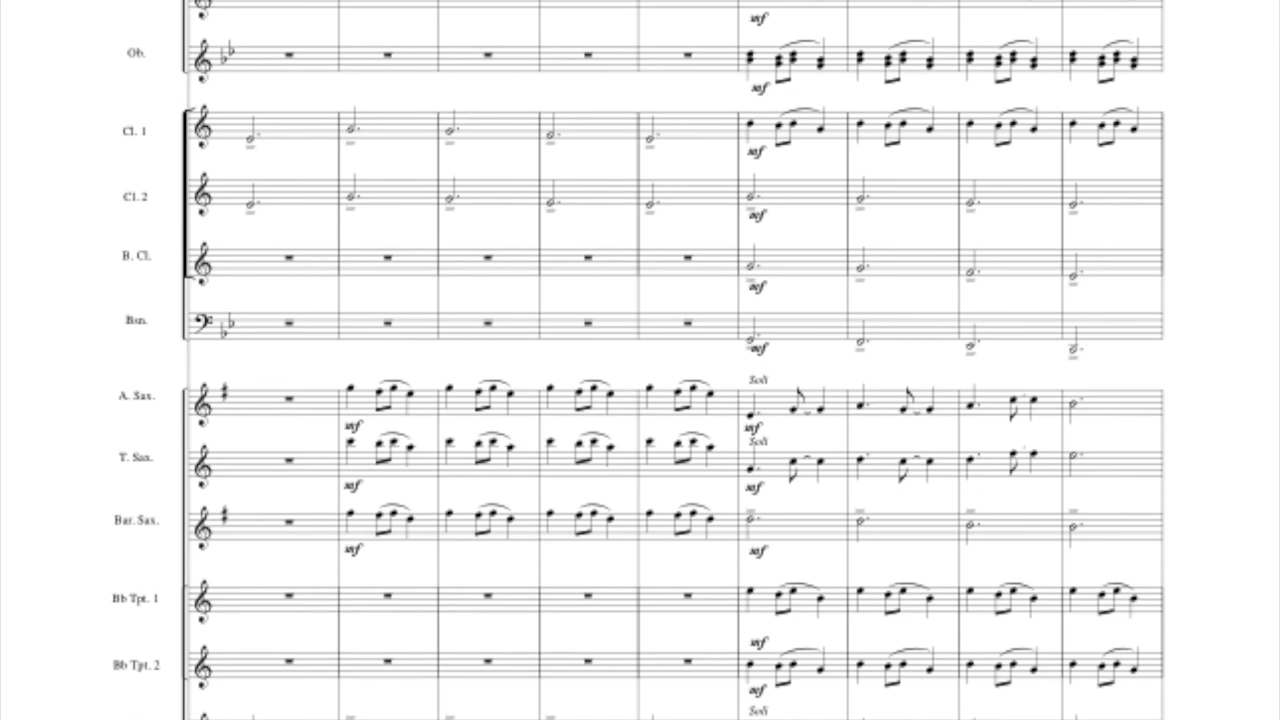 mf
Ob.
mf
Cl. 1
mf
Cl. 2
mf
B. Cl.
mf
Bsn.
mf
Soli
A. Sax.
mf
mf
Soli
T. Sax.
mf
mf
Bar. Sax.
mf
mf
Bb Tpt. 1
mf
Bb Tpt. 2
mf
Soli